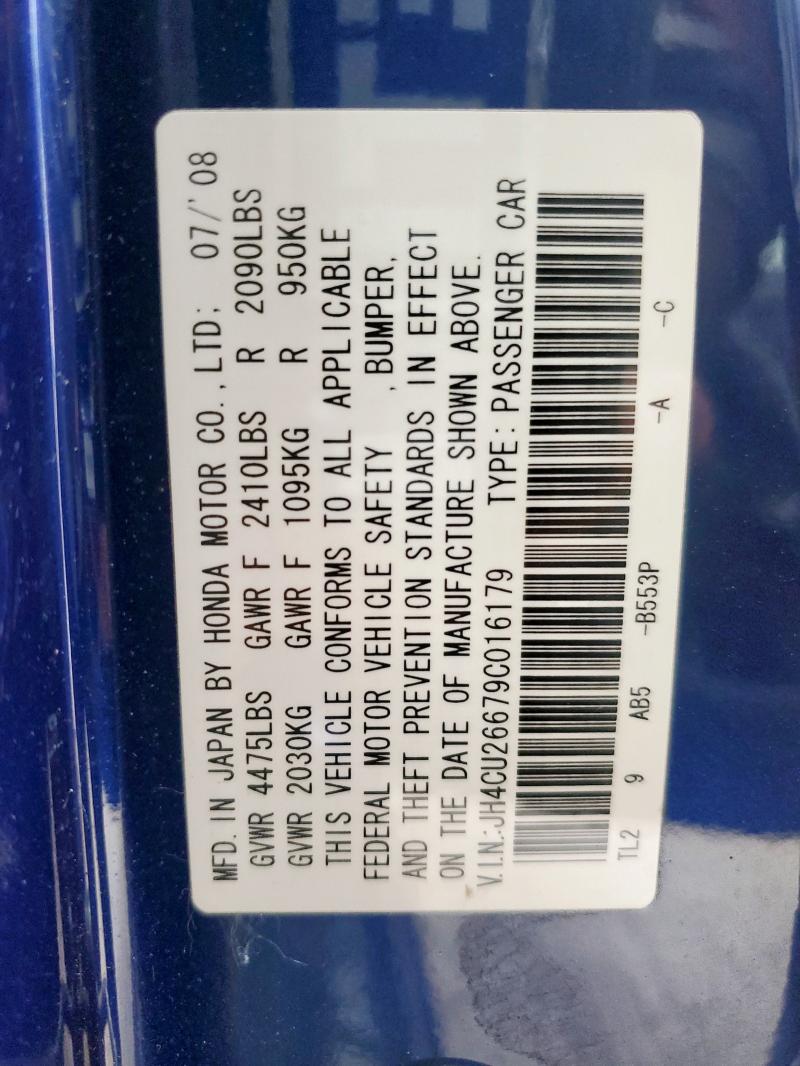 MFD. IN JAPAN BY HONDA MOTOR CO., LTD; 07/'08
GVWR 4475LBS GAWR F 2410LBS R 2090LBS
GVWR 2030KG GAWR F 1095KG R 950KG
THIS VEHICLE CONFORMS TO ALL APPLICABLE
FEDERAL MOTOR VEHICLE SAFETY , BUMPER,
AND THEFT PREVENTION STANDARDS IN EFFECT
ON THE DATE OF MANUFACTURE SHOWN ABOVE.
V.I.N.:JH4CU26679C016179 TYPE: PASSENGER CAR
TL2 9 AB5 -B553P -A -C